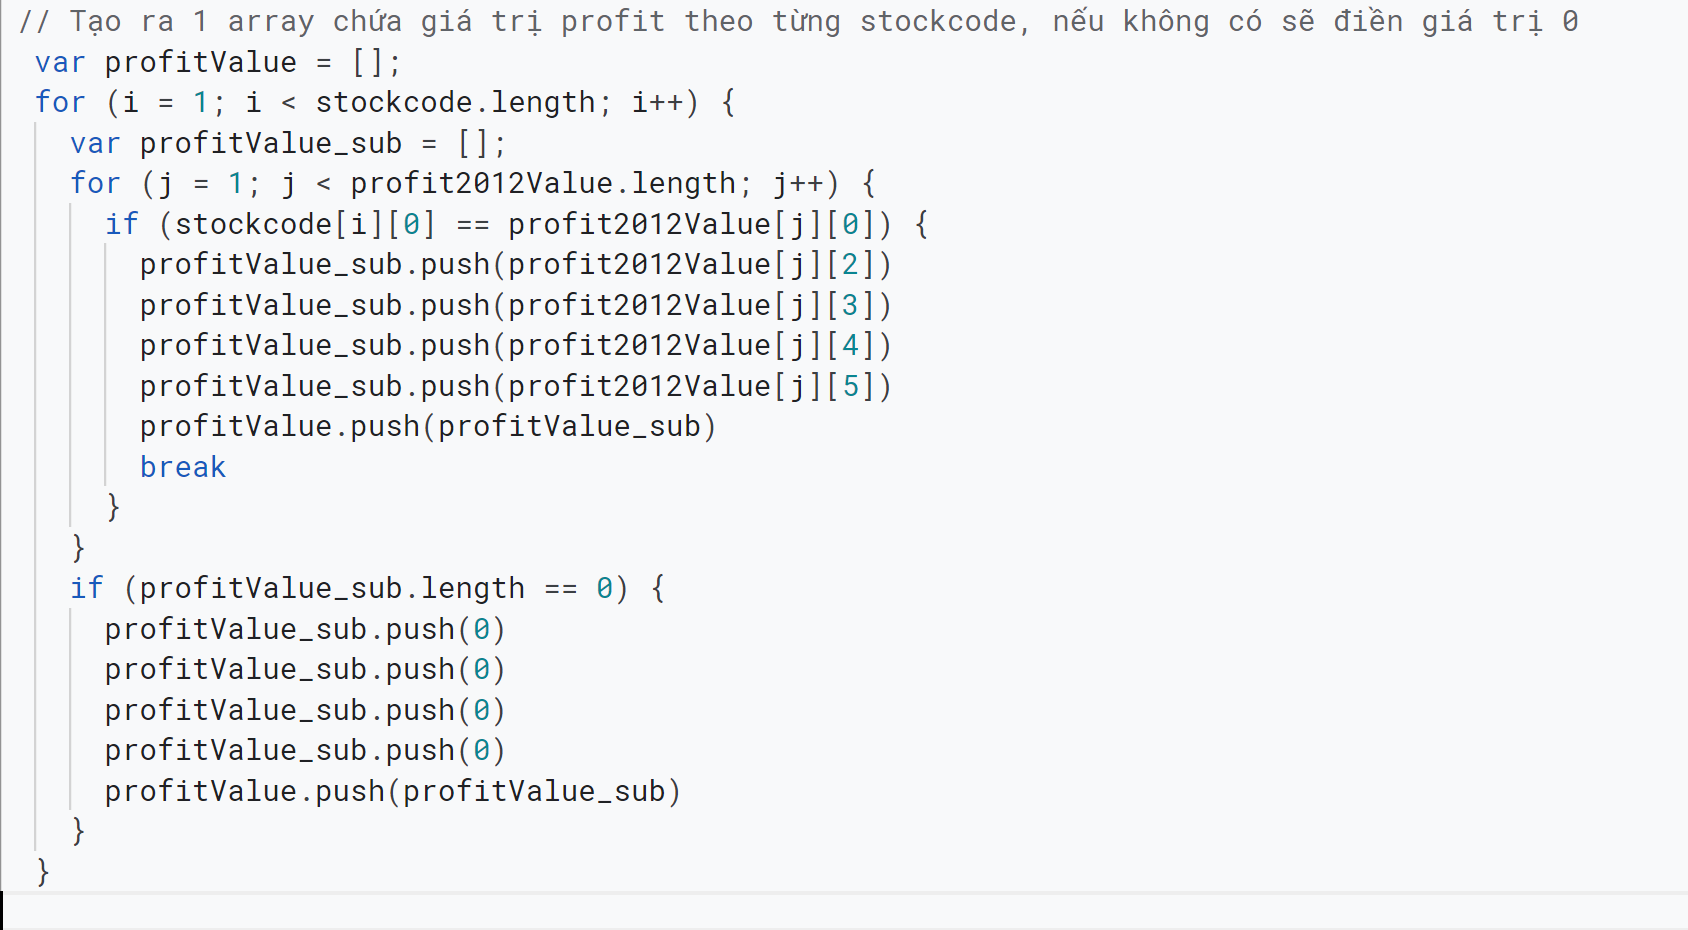 // Tạo ra 1 array chứa giá trị profit theo từng stockcode, nếu không có sẽ điền giá trị 0
var profitValue = [];
for (i = 1; i < stockcode.length; i++) {
var profitValue_sub = [];
for (j = 1; j < profit2012Value.length; j++) {
if (stockcode[i][0] == profit2012Value[j][0]) {
profitValue_sub.push(profit2012Value[j][2])
profitValue_sub.push(profit2012Value[j][3])
profitValue_sub.push(profit2012Value[j][4])
profitValue_sub.push(profit2012Value[j][5])
profitValue.push(profitValue_sub)
break
}
}
if (profitValue_sub.length == 0) {
profitValue_sub.push(0)
profitValue_sub.push(0)
profitValue_sub.push(0)
profitValue_sub.push(0)
profitValue.push(profitValue_sub)
}
}